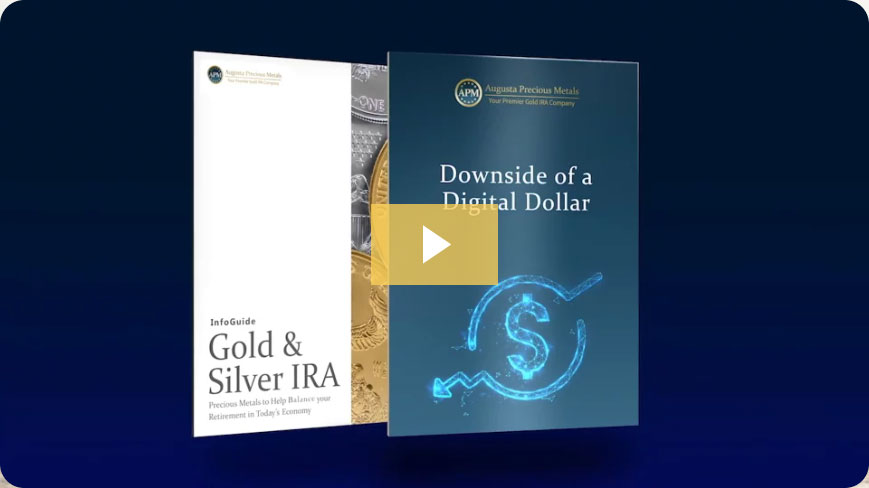 APM
Augusta Precious Metals
Your Premier Gold IRA Company
InfoGuide
Gold &
Silver IRA
Precious Metals to Help Balance your
Retirement in Today's Economy
APM
Augusta Precious Metals
Your Premier Gold IRA Company
Downside of a
Digital Dollar
$